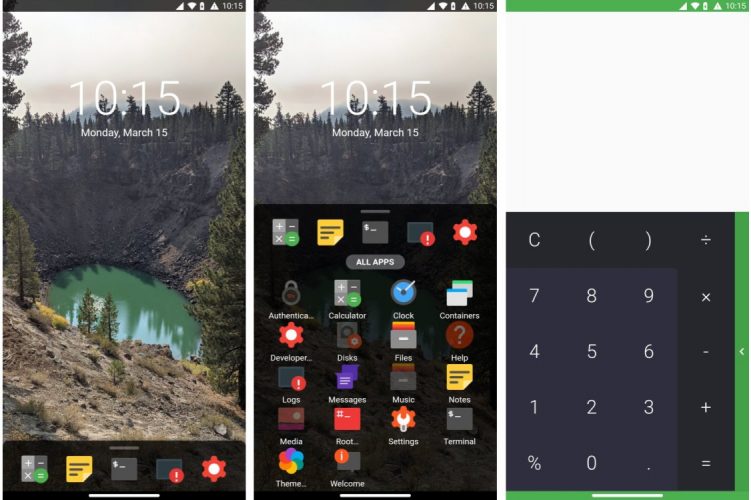 10:15
10:15
Monday, March 15
$_
10:15
10:15
Monday, March 15
$_
ALL APPS
Authentica...
Calculator
Clock
Containers
Developer...
Disks
Files
Help
Logs
Messages
Music
Notes
Media
Root...
Settings
Terminal
Theme...
Welcome
10:15
C ( ) ÷
7 8 9 ×
4 5 6 -
1 2 3 +
% 0 . =